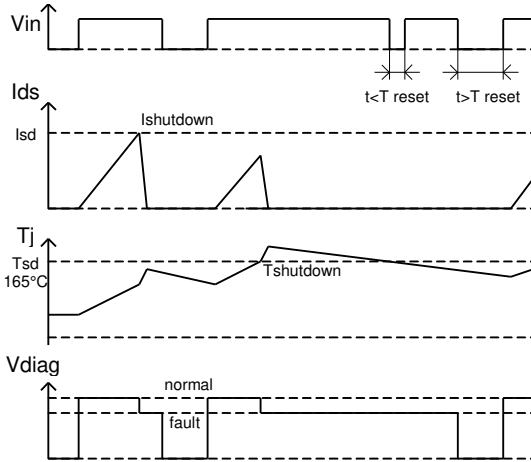 Vin
t<T reset
t>T reset
Ids
Ishutdown
Isd
Tj
Tsd
165°C
Tshutdown
Vdiag
normal
fault